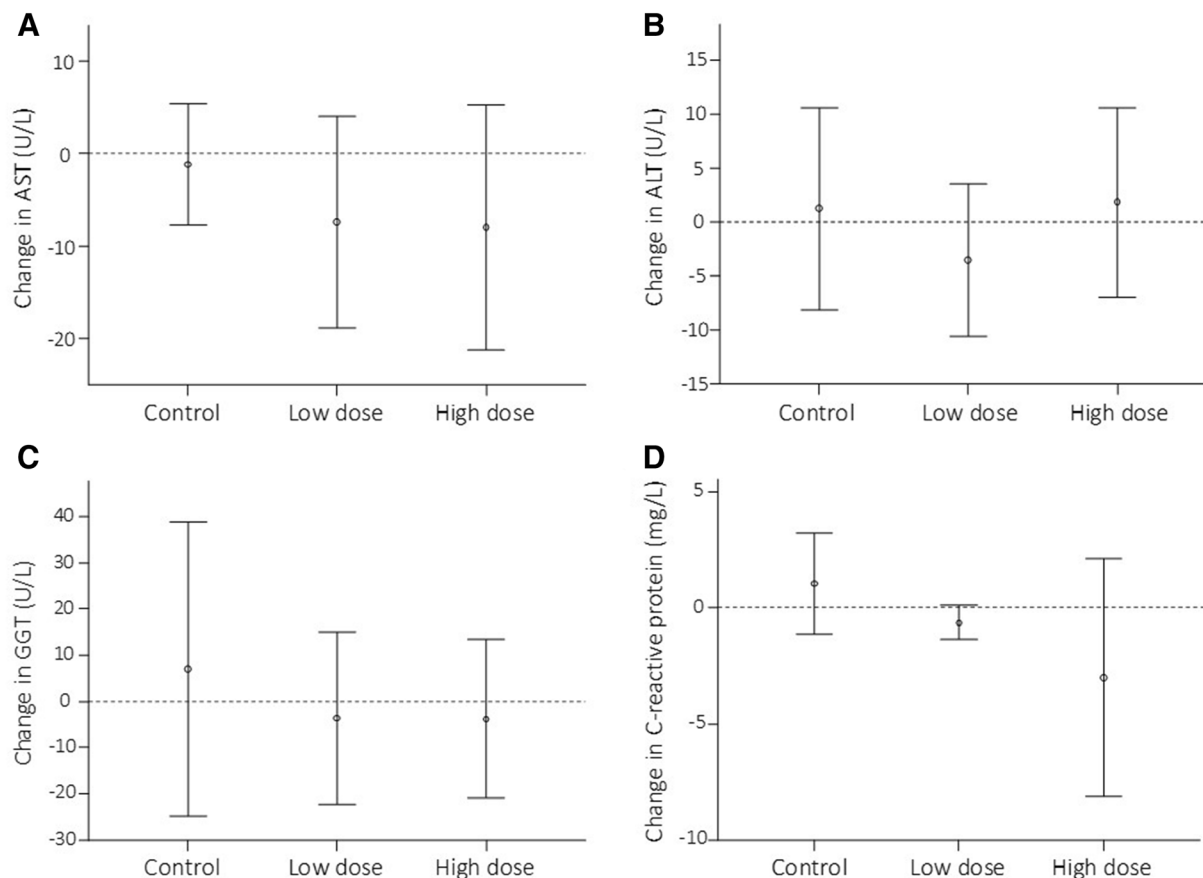 A
Change in AST (U/L)
10
0
-10
-20
Control Low dose High dose
B
Change in ALT (U/L)
15
10
5
0
-5
-10
-15
Control Low dose High dose
C
Change in GGT (U/L)
40
30
20
10
0
-10
-20
-30
Control Low dose High dose
D
Change in C-reactive protein (mg/L)
5
0
-5
-10
Control Low dose High dose